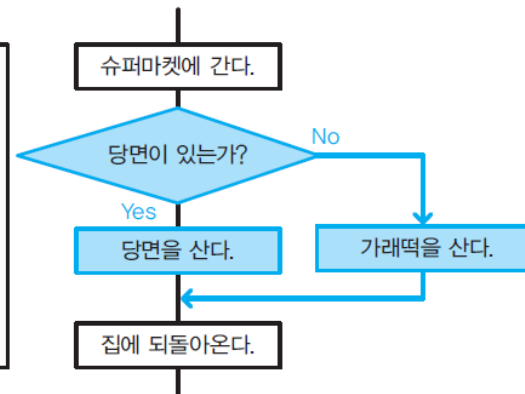 슈퍼마켓에 간다.
당면이 있는가?
No
Yes
당면을 산다.
가래떡을 산다.
집에 되돌아온다.